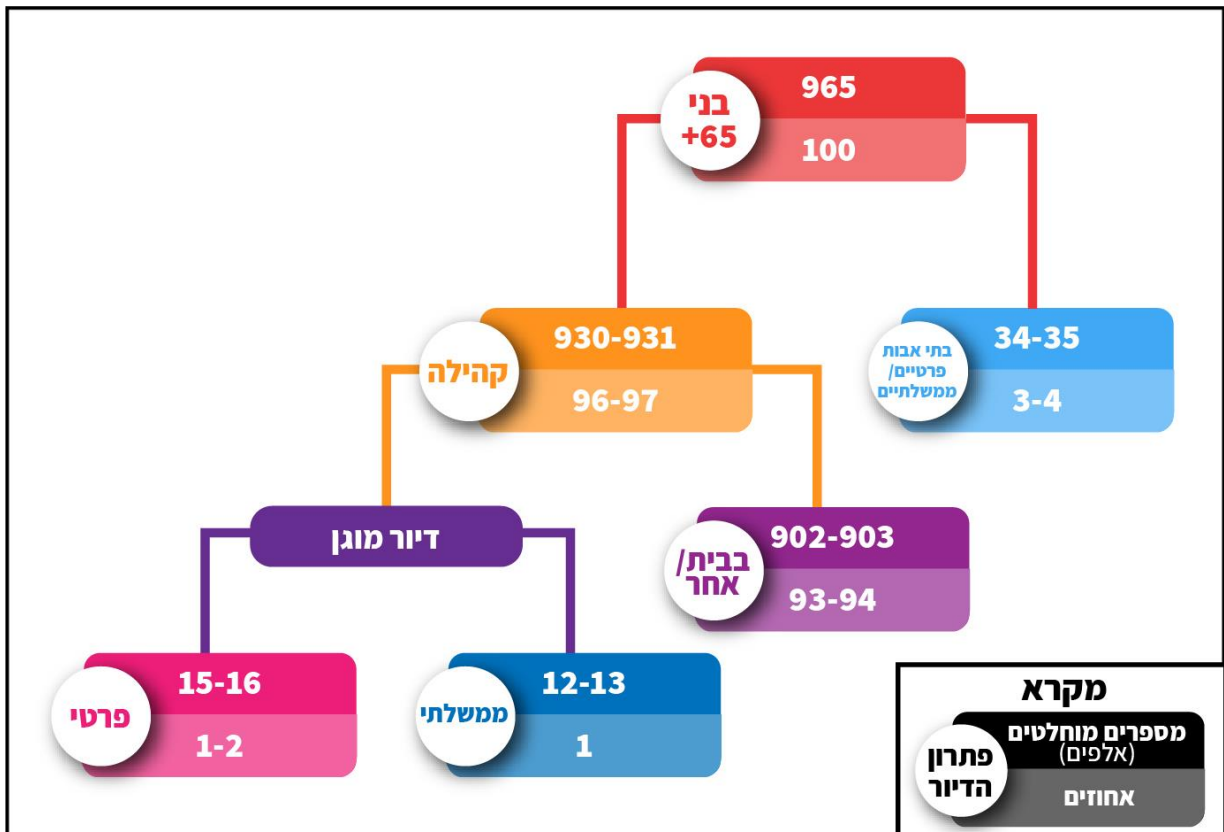 בני
65+
965
100
קהילה
930-931
96-97
בתי אבות
פרטיים/
ממשלתיים
34-35
3-4
דיור מוגן
בבית/
אחר
902-903
93-94
פרטי
15-16
1-2
ממשלתי
12-13
1
מקרא
פתרון
הדיור
מספרים מוחלטים
(אלפים)
אחוזים